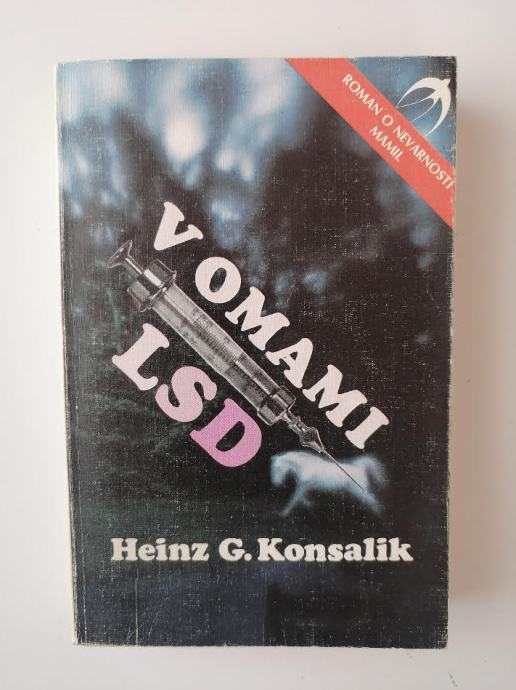 ROMAN O NEVARNOSTI
MAMIL
V OMAMI
LSD
Heinz G. Konsalik